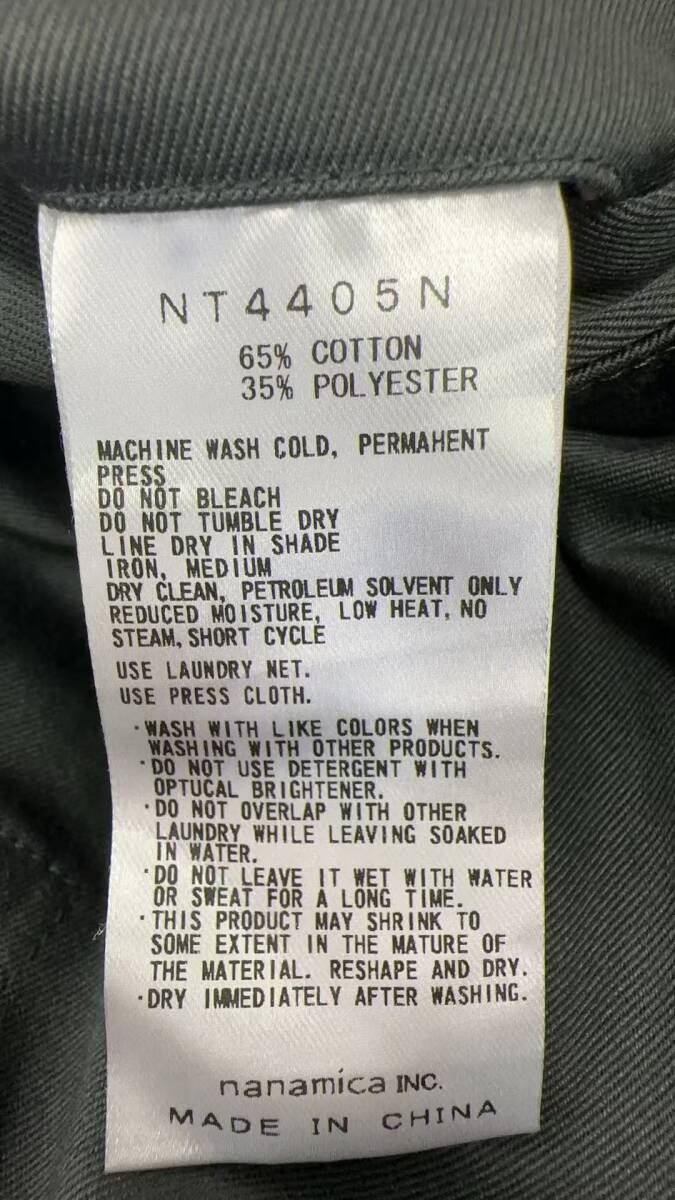 NT4405N
65% COTTON
35% POLYESTER
MACHINE WASH COLD, PERMAHENT
PRESS
DO NOT BLEACH
DO NOT TUMBLE DRY
LINE DRY IN SHADE
IRON, MEDIUM
DRY CLEAN, PETROLEUM SOLVENT ONLY
REDUCED MOISTURE, LOW HEAT, NO
STEAM, SHORT CYCLE
USE LAUNDRY NET.
USE PRESS CLOTH.
・WASH WITH LIKE COLORS WHEN
WASHING WITH OTHER PRODUCTS.
・DO NOT USE DETERGENT WITH
OPTUCAL BRIGHTENER.
・DO NOT OVERLAP WITH OTHER
LAUNDRY WHILE LEAVING SOAKED
IN WATER.
・DO NOT LEAVE IT WET WITH WATER
OR SWEAT FOR A LONG TIME.
・THIS PRODUCT MAY SHRINK TO
SOME EXTENT IN THE MATURE OF
THE MATERIAL. RESHAPE AND DRY.
・DRY IMMEDIATELY AFTER WASHING.
nanamica INC.
MADE IN CHINA